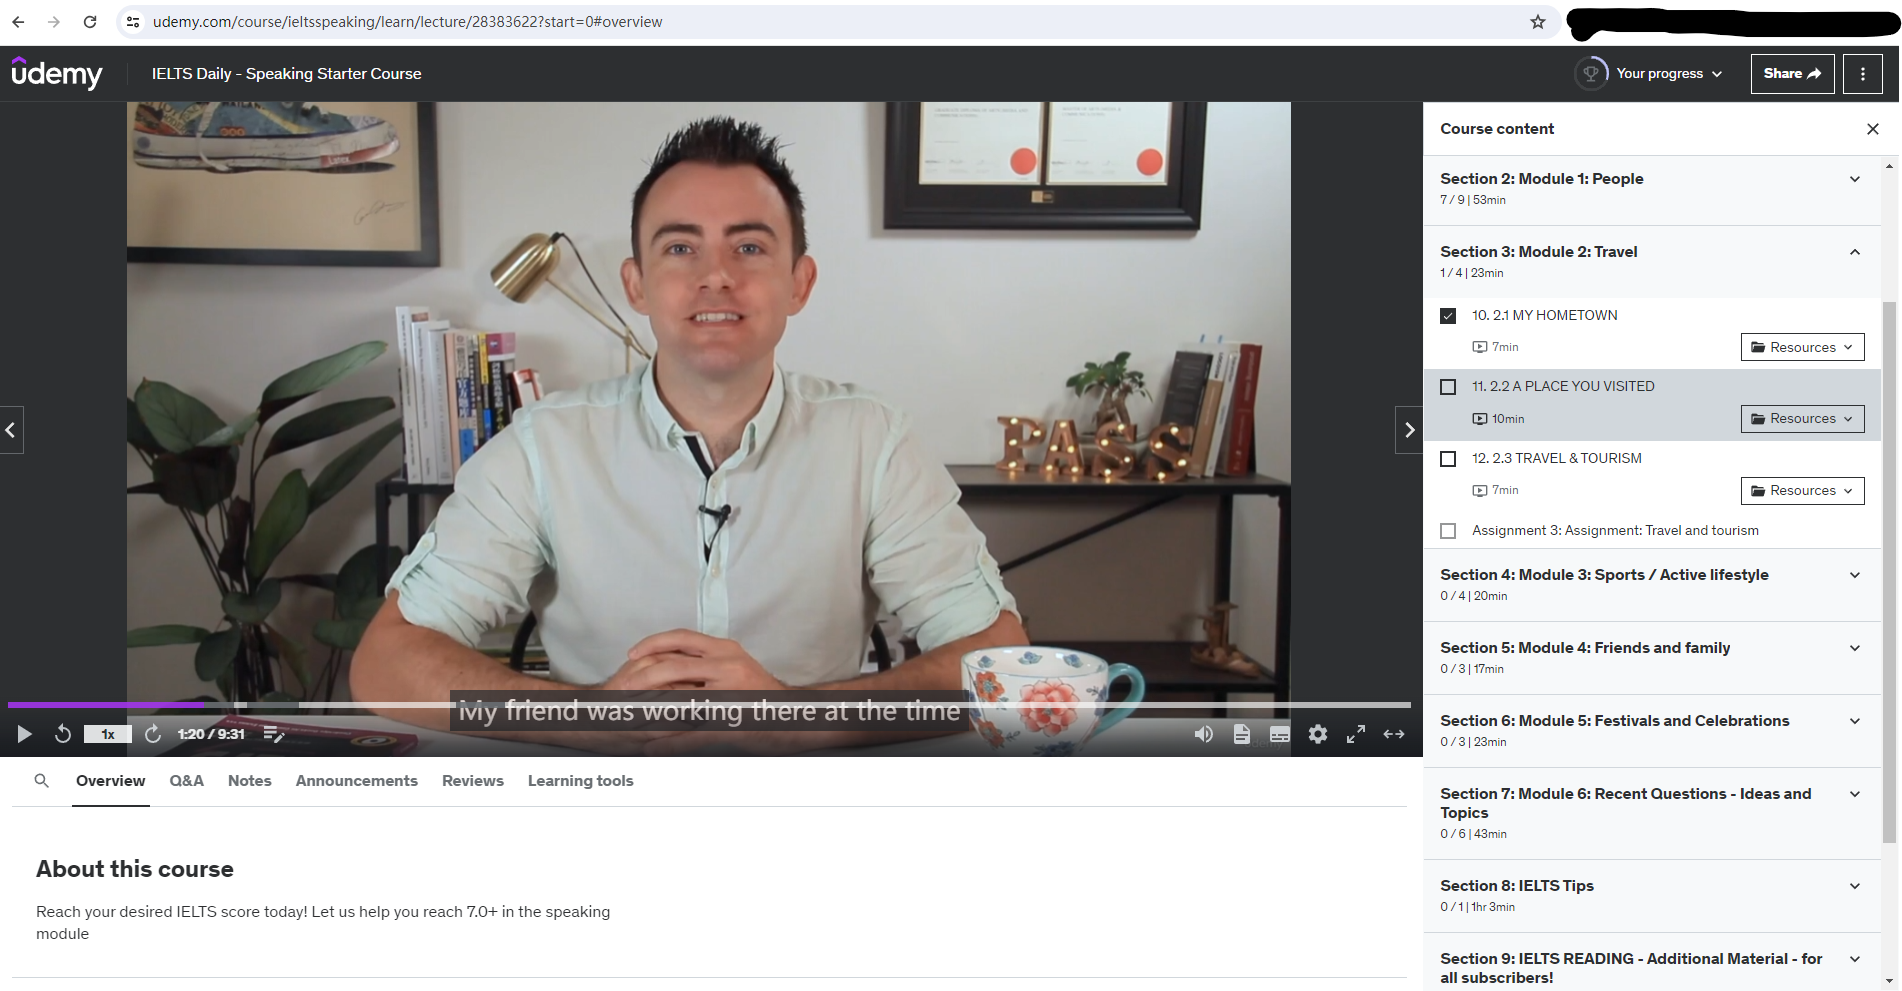 udemy.com/course/ieltsspeaking/learn/lecture/28383622?start=0#overview
udemy
IELTS Daily - Speaking Starter Course
Your progress
Share
PASS
My friend was working there at the time
1x
1:20 / 9:31
Overview
Q&A
Notes
Announcements
Reviews
Learning tools
About this course
Reach your desired IELTS score today! Let us help you reach 7.0+ in the speaking
module
Course content
Section 2: Module 1: People
7 / 9 | 53min
Section 3: Module 2: Travel
1 / 4 | 23min
10. 2.1 MY HOMETOWN
7min
Resources
11. 2.2 A PLACE YOU VISITED
10min
Resources
12. 2.3 TRAVEL & TOURISM
7min
Resources
Assignment 3: Assignment: Travel and tourism
Section 4: Module 3: Sports / Active lifestyle
0 / 4 | 20min
Section 5: Module 4: Friends and family
0 / 3 | 17min
Section 6: Module 5: Festivals and Celebrations
0 / 3 | 23min
Section 7: Module 6: Recent Questions - Ideas and
Topics
0 / 6 | 43min
Section 8: IELTS Tips
0 / 1 | 1hr 3min
Section 9: IELTS READING - Additional Material - for
all subscribers!